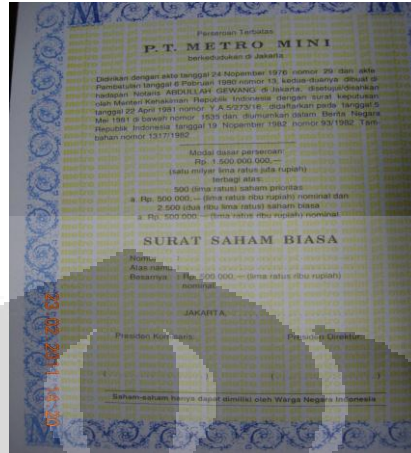 Perseroan Terbatas
P.T. METRO MINI
berkedudukan di Jakarta
Didirikan dengan akte tanggal 24 Nopember 1976 nomor 29 dan akte
Pembetulan tanggal 6 Pebruari 1980 nomor 13, kedua-duanya dibuat di
hadapan Notaris ABDULLAH GEWANG di Jakarta, disetujui/disahkan
oleh Menteri Kehakiman Republik Indonesia dengan surat keputusan
tanggal 22 April 1981 nomor Y.A.5/273/16, didaftarkan pada tanggal 5
Mei 1981 di bawah nomor 1635 dan diumumkan dalam Berita Negara
Republik Indonesia tanggal 19 Nopember 1982 nomor 93/1982 Tam-
bahan nomor 1317/1982
Modal dasar perseroan:
Rp. 1.500.000.000,—
(satu milyar lima ratus juta rupiah)
terbagi atas:
500 (lima ratus) saham prioritas
a Rp. 500.000,— (lima ratus ribu rupiah) nominal dan
2.500 (dua ribu lima ratus) saham biasa
a Rp. 500.000,— (lima ratus ribu rupiah) nominal
SURAT SAHAM BIASA
Nomor
Atas nama
Besarnya : Rp. 500.000,— (lima ratus ribu rupiah)
nominal
JAKARTA,
Presiden Komisaris Presiden Direktur
( ) ( )
Saham-saham hanya dapat dimiliki oleh Warga Negara Indonesia